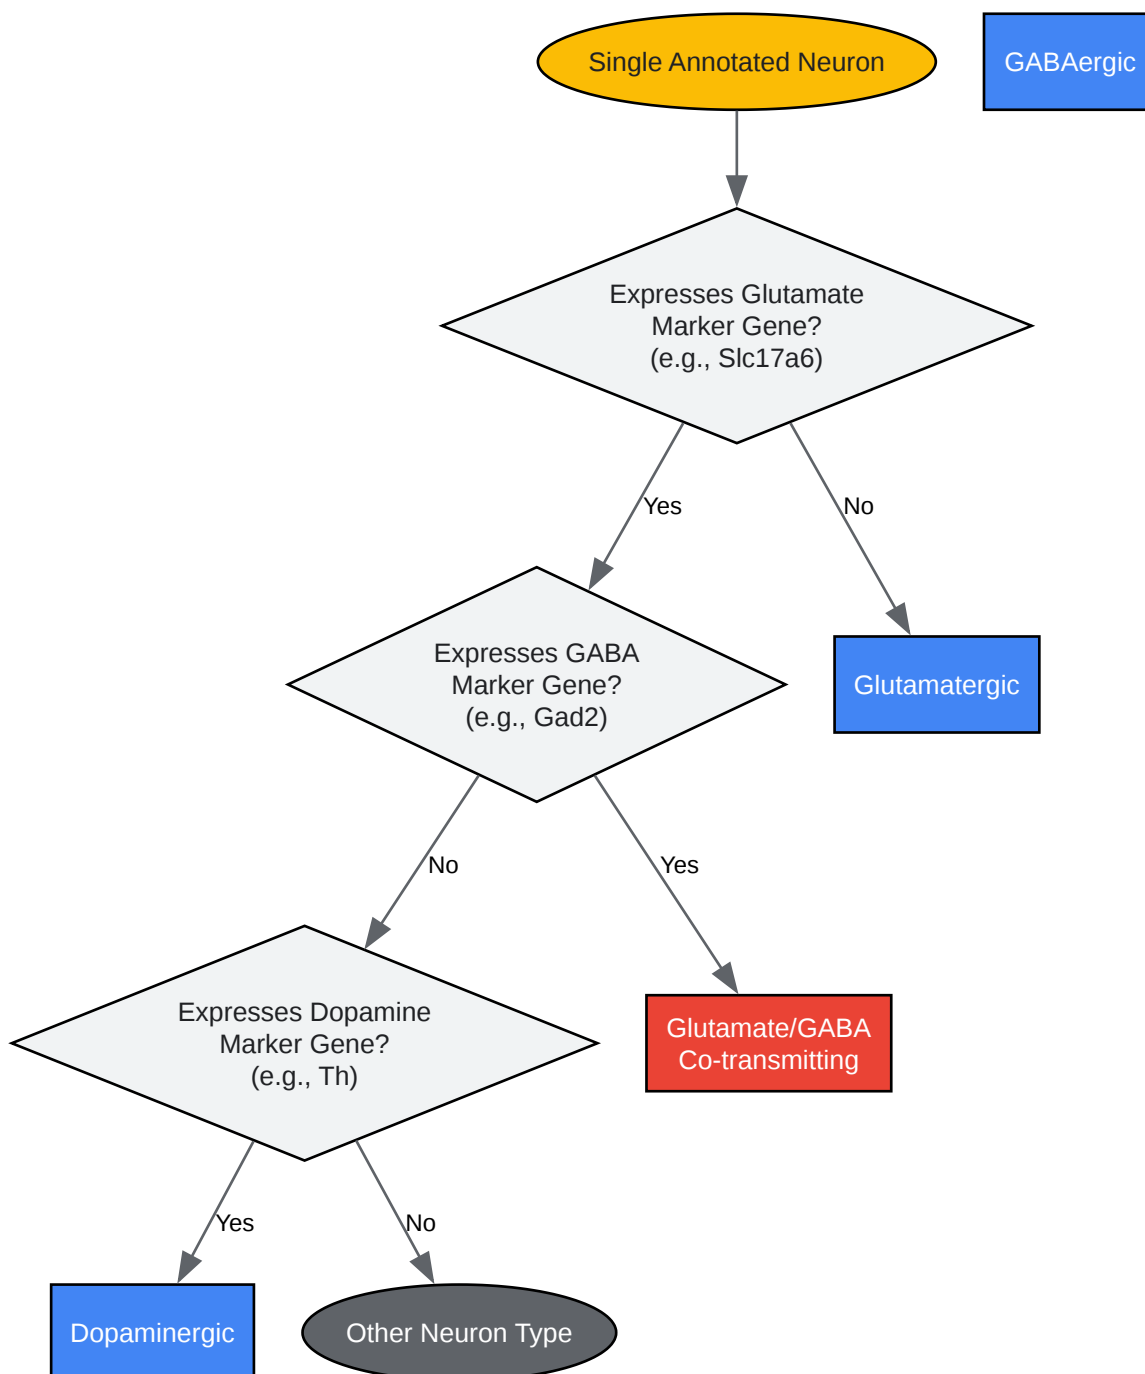 Single Annotated Neuron
GABAergic
Expresses Glutamate
Marker Gene?
(e.g., Slc17a6)
Yes
No
Expresses GABA
Marker Gene?
(e.g., Gad2)
Glutamatergic
No
Yes
Expresses Dopamine
Marker Gene?
(e.g., Th)
Glutamate/GABA
Co-transmitting
Yes
No
Dopaminergic
Other Neuron Type